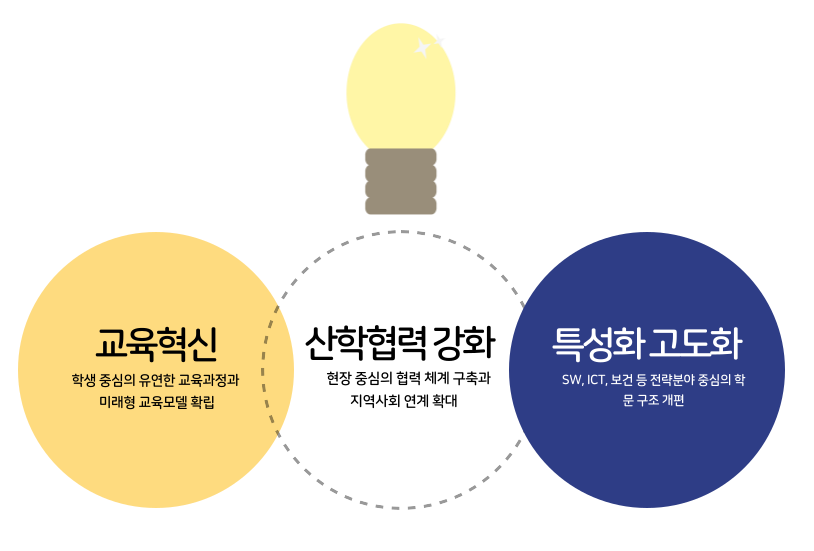 교육혁신
학생 중심의 유연한 교육과정과
미래형 교육모델 확립
산학협력 강화
현장 중심의 협력 체계 구축과
지역사회 연계 확대
특성화 고도화
SW, ICT, 보건 등 전략분야 중심의 학
문 구조 개편